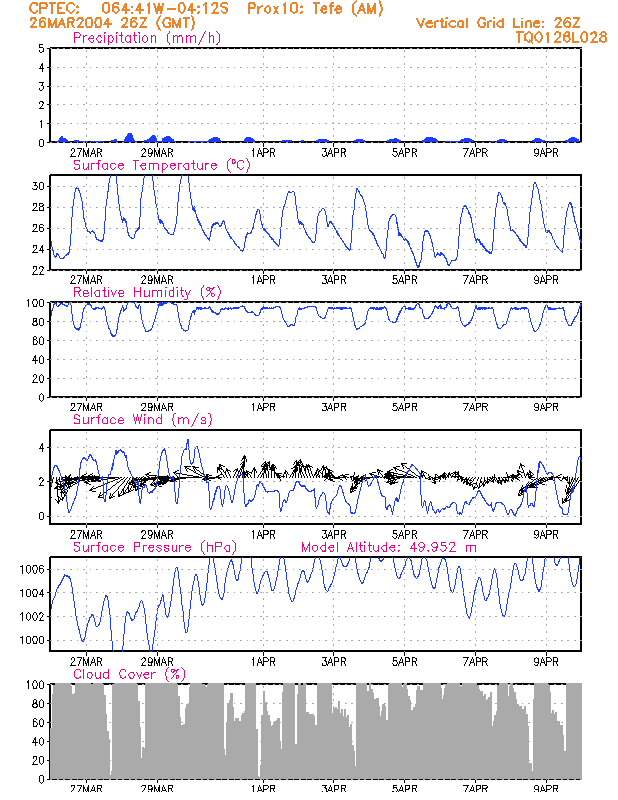 CPTEC: 064:41W-04:12S Prox10: Tefe (AM)
26MAR2004 26Z (GMT) Vertical Grid Line: 26Z
Precipitation (mm/h) TQ0126L028
5
4
3
2
1
0
27MAR 29MAR 1APR 3APR 5APR 7APR 9APR
Surface Temperature (°C)
30
28
26
24
22
27MAR 29MAR 1APR 3APR 5APR 7APR 9APR
Relative Humidity (%)
100
80
60
40
20
0
27MAR 29MAR 1APR 3APR 5APR 7APR 9APR
Surface Wind (m/s)
4
2
0
27MAR 29MAR 1APR 3APR 5APR 7APR 9APR
Surface Pressure (hPa) Model Altitude: 49.952 m
1006
1004
1002
1000
27MAR 29MAR 1APR 3APR 5APR 7APR 9APR
Cloud Cover (%)
100
80
60
40
20
0
27MAR 29MAR 1APR 3APR 5APR 7APR 9APR